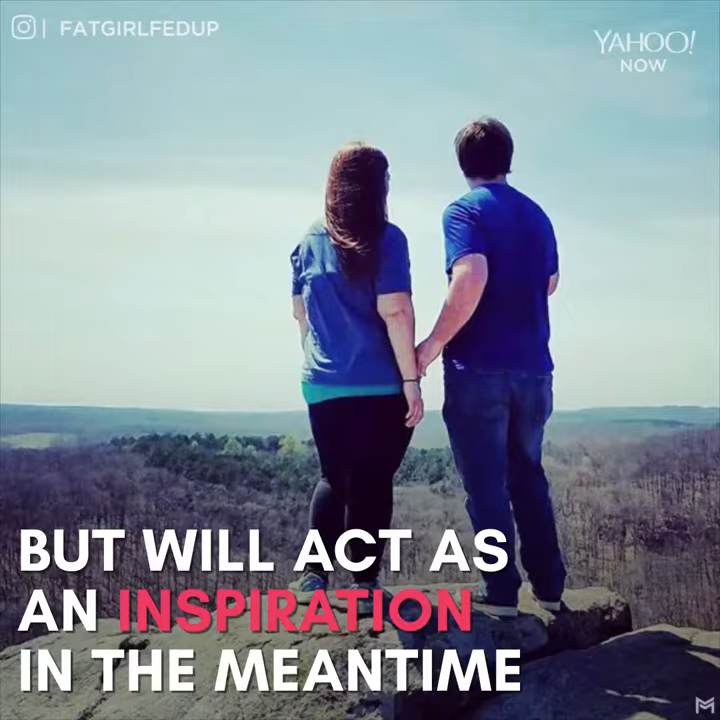 | FATGIRLFEDUP
YAHOO!
NOW
BUT WILL ACT AS
AN INSPIRATION
IN THE MEANTIME
M